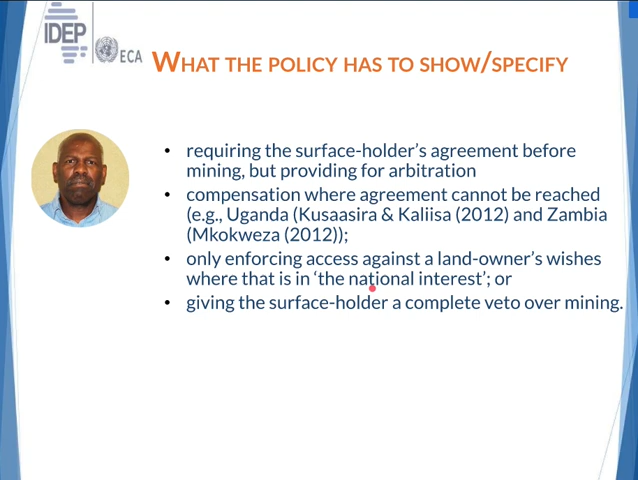 IDEP
ECA
WHAT THE POLICY HAS TO SHOW/SPECIFY
• requiring the surface-holder's agreement before
mining, but providing for arbitration
• compensation where agreement cannot be reached
(e.g., Uganda (Kusaasira & Kaliisa (2012) and Zambia
(Mkokweza (2012));
• only enforcing access against a land-owner's wishes
where that is in 'the national interest'; or
• giving the surface-holder a complete veto over mining.